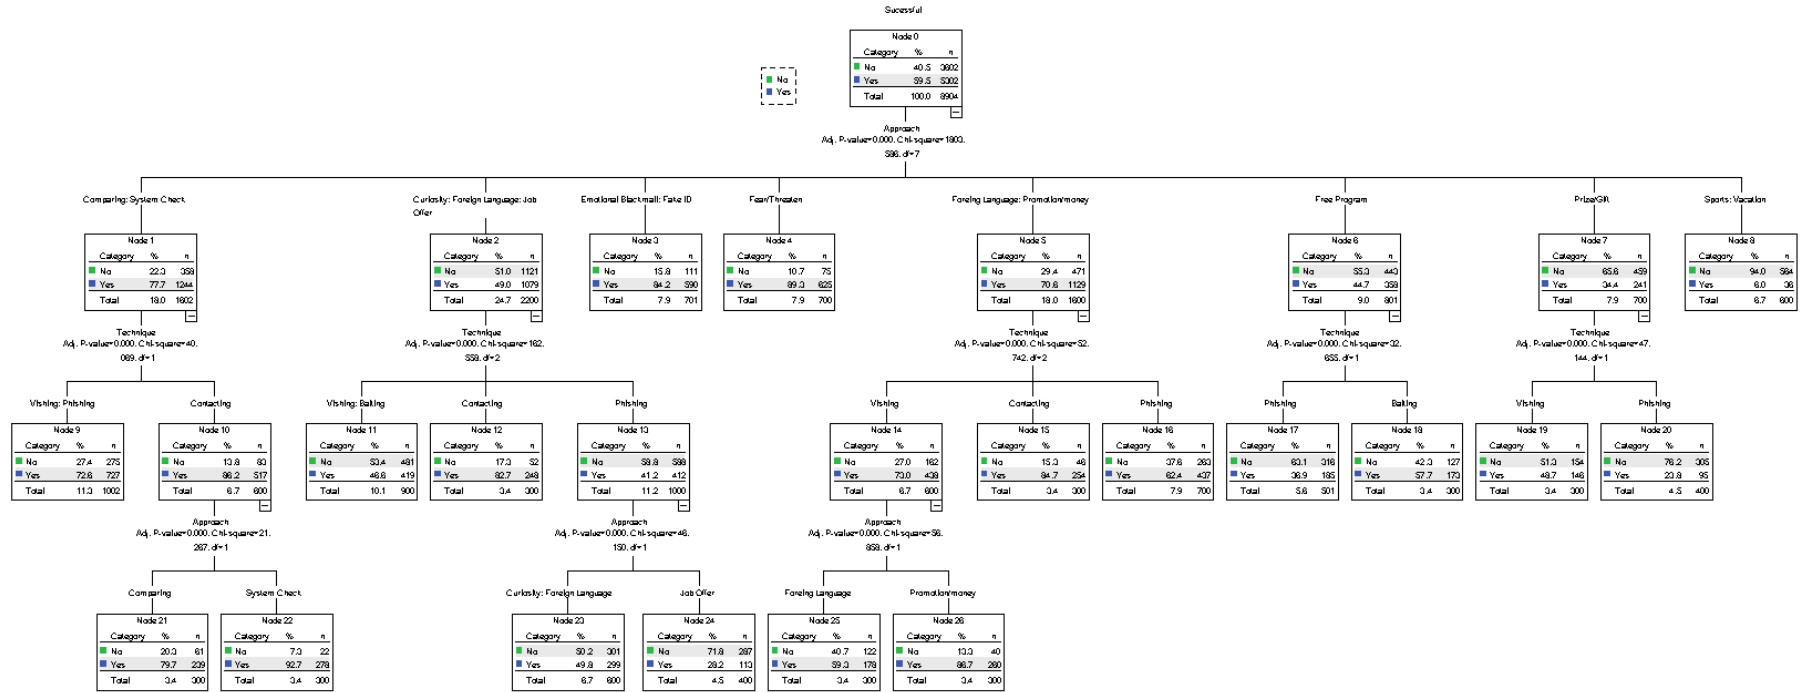 Sucessful
Node 0
Category % n
No 40.5 3602
Yes 59.5 5302
Total 100.0 8904
No
Yes
Approach
Adj. P-value=0.000, Chi-square=1803.
596, df=7
Comparing; System Check
Curiosity; Foreign Language; Job
Offer
Emotional Blackmail; Fake ID
Fear/Threaten
Foreing Language; Promotion/money
Free Program
Prize/Gift
Sports; Vacation
Node 1
Category % n
No 22.3 358
Yes 77.7 1244
Total 18.0 1602
Node 2
Category % n
No 51.0 1121
Yes 49.0 1079
Total 24.7 2200
Node 3
Category % n
No 15.8 111
Yes 84.2 590
Total 7.9 701
Node 4
Category % n
No 10.7 75
Yes 89.3 625
Total 7.9 700
Node 5
Category % n
No 29.4 471
Yes 70.6 1129
Total 18.0 1600
Node 6
Category % n
No 55.3 443
Yes 44.7 358
Total 9.0 801
Node 7
Category % n
No 65.6 459
Yes 34.4 241
Total 7.9 700
Node 8
Category % n
No 94.0 564
Yes 6.0 36
Total 6.7 600
Technique
Adj. P-value=0.000, Chi-square=40.
069, df=1
Technique
Adj. P-value=0.000, Chi-square=162.
558, df=2
Technique
Adj. P-value=0.000, Chi-square=52.
742, df=2
Technique
Adj. P-value=0.000, Chi-square=32.
655, df=1
Technique
Adj. P-value=0.000, Chi-square=47.
144, df=1
Vishing; Phishing
Contacting
Vishing; Baiting
Contacting
Phishing
Vishing
Contacting
Phishing
Phishing
Baiting
Vishing
Phishing
Node 9
Category % n
No 27.4 275
Yes 72.6 727
Total 11.3 1002
Node 10
Category % n
No 13.8 83
Yes 86.2 517
Total 6.7 600
Node 11
Category % n
No 53.4 481
Yes 46.6 419
Total 10.1 900
Node 12
Category % n
No 17.3 52
Yes 82.7 248
Total 3.4 300
Node 13
Category % n
No 58.8 588
Yes 41.2 412
Total 11.2 1000
Node 14
Category % n
No 27.0 162
Yes 73.0 438
Total 6.7 600
Node 15
Category % n
No 15.3 46
Yes 84.7 254
Total 3.4 300
Node 16
Category % n
No 37.6 263
Yes 62.4 437
Total 7.9 700
Node 17
Category % n
No 63.1 316
Yes 36.9 185
Total 5.6 501
Node 18
Category % n
No 42.3 127
Yes 57.7 173
Total 3.4 300
Node 19
Category % n
No 51.3 154
Yes 48.7 146
Total 3.4 300
Node 20
Category % n
No 76.2 305
Yes 23.8 95
Total 4.5 400
Approach
Adj. P-value=0.000, Chi-square=21.
267, df=1
Approach
Adj. P-value=0.000, Chi-square=46.
150, df=1
Approach
Adj. P-value=0.000, Chi-square=56.
858, df=1
Comparing
System Check
Curiosity; Foreign Language
Job Offer
Foreing Language
Promotion/money
Node 21
Category % n
No 20.3 61
Yes 79.7 239
Total 3.4 300
Node 22
Category % n
No 7.3 22
Yes 92.7 278
Total 3.4 300
Node 23
Category % n
No 50.2 301
Yes 49.8 299
Total 6.7 600
Node 24
Category % n
No 71.8 287
Yes 28.2 113
Total 4.5 400
Node 25
Category % n
No 40.7 122
Yes 59.3 178
Total 3.4 300
Node 26
Category % n
No 13.3 40
Yes 86.7 260
Total 3.4 300